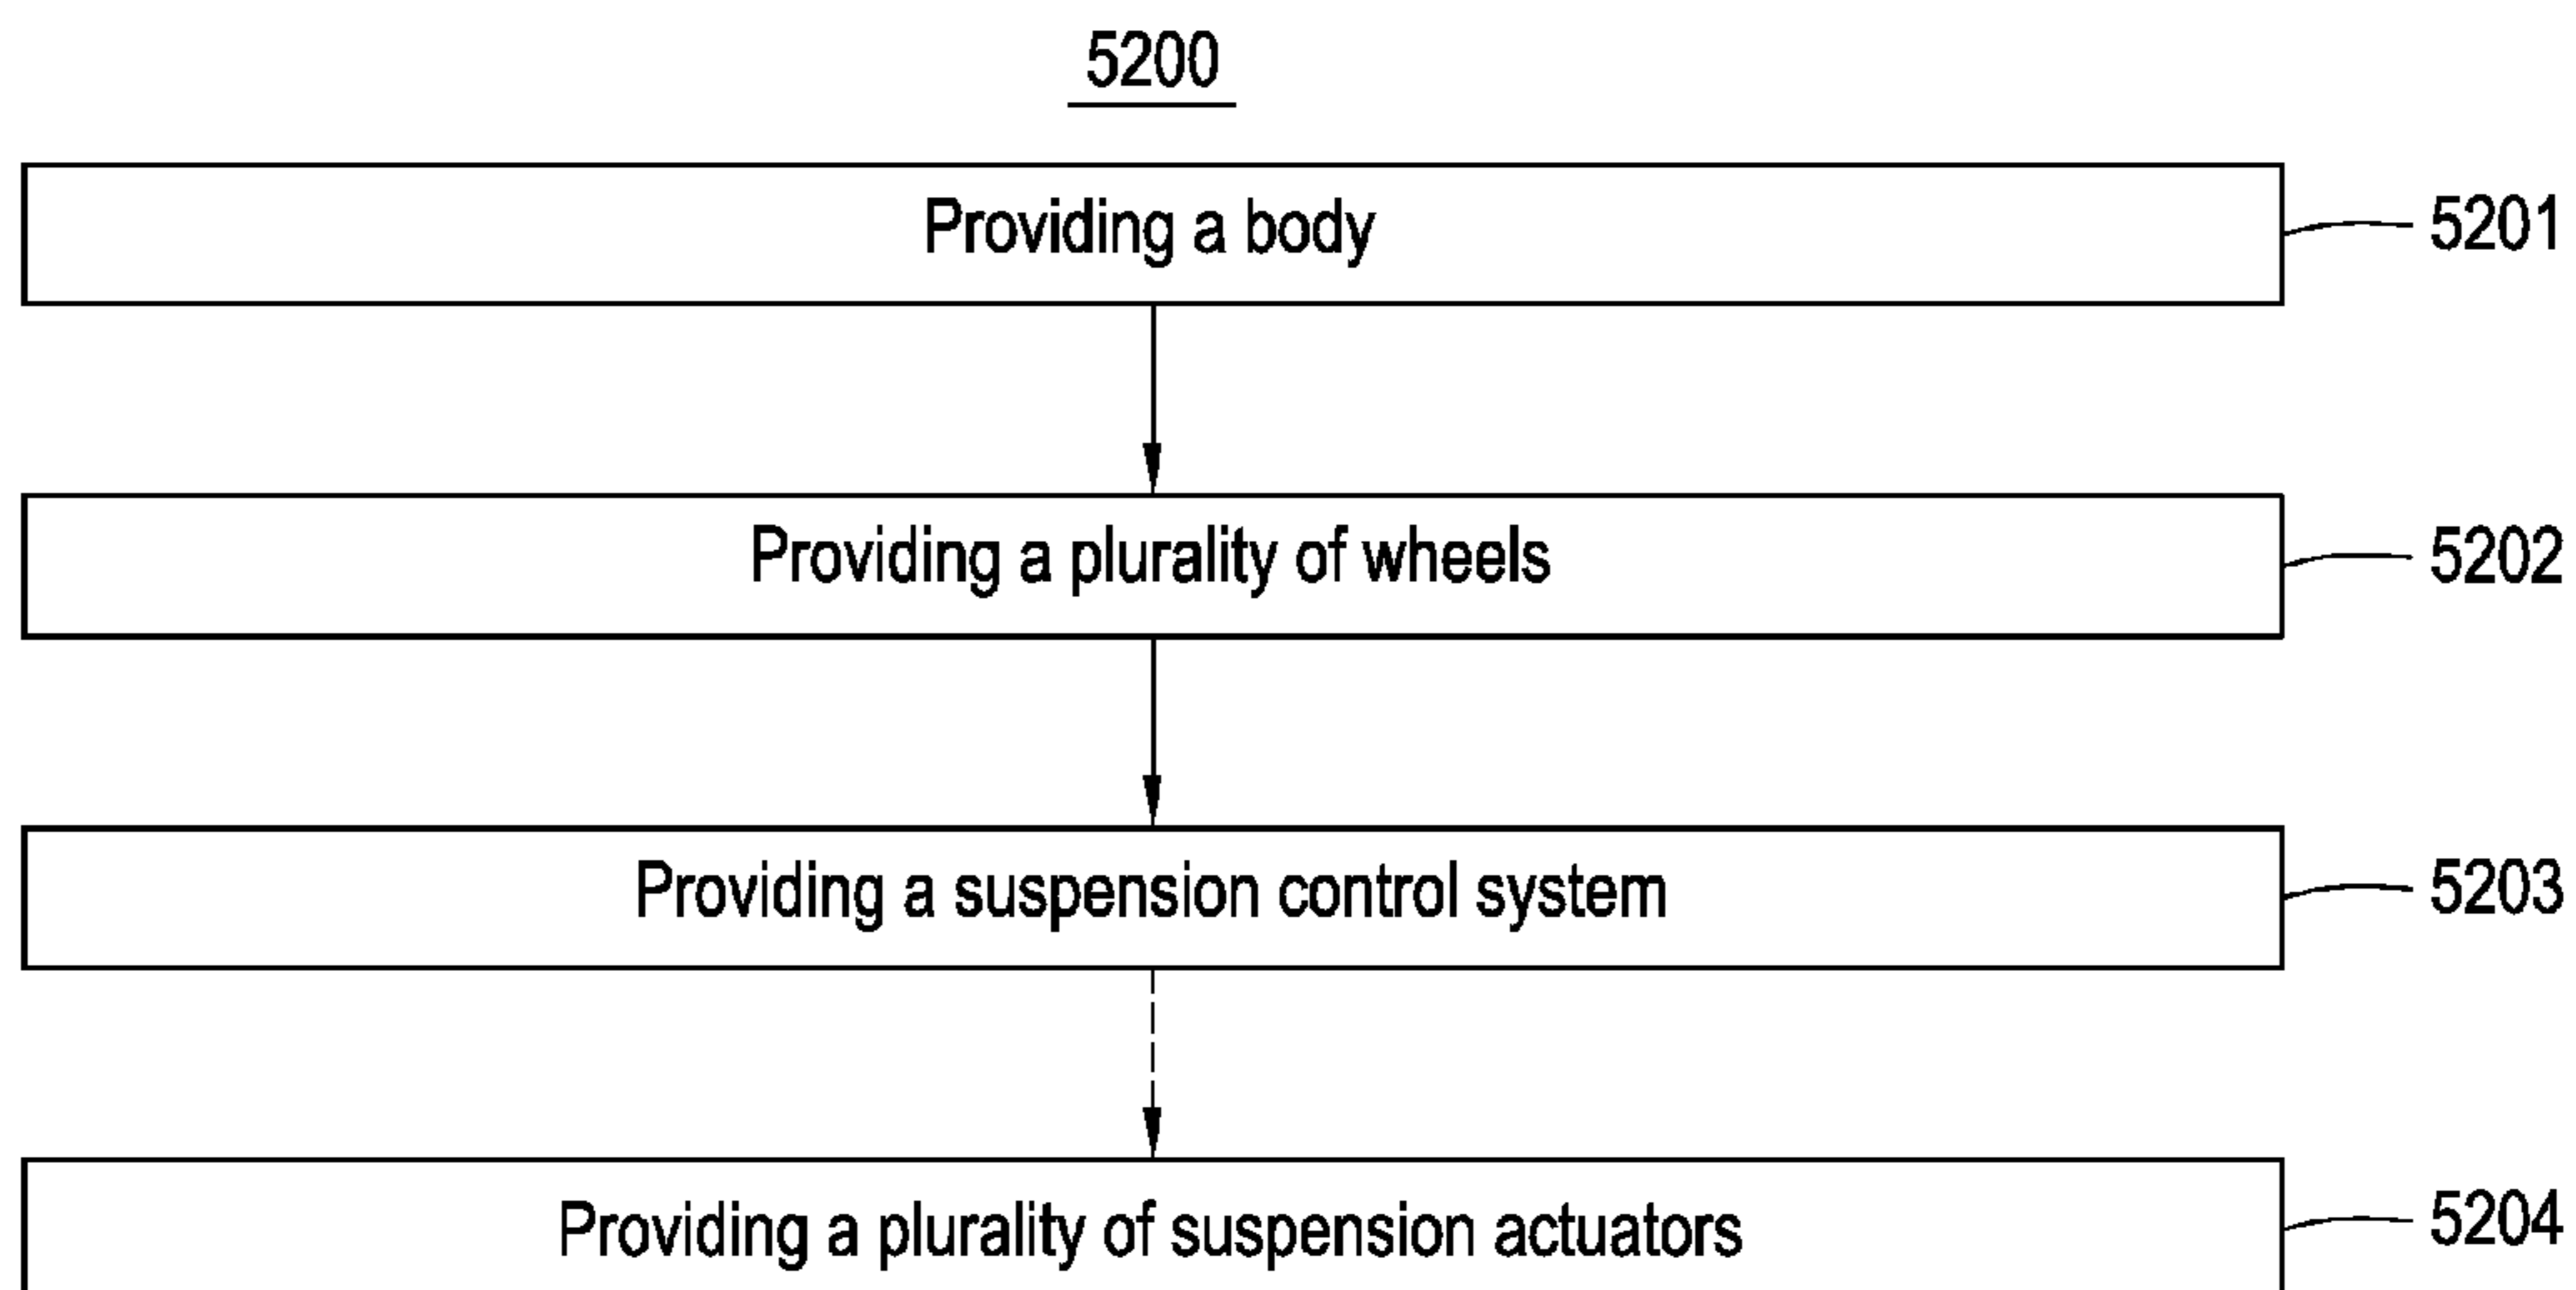 5200
Providing a body
5201
Providing a plurality of wheels
5202
Providing a suspension control system
5203
Providing a plurality of suspension actuators
5204